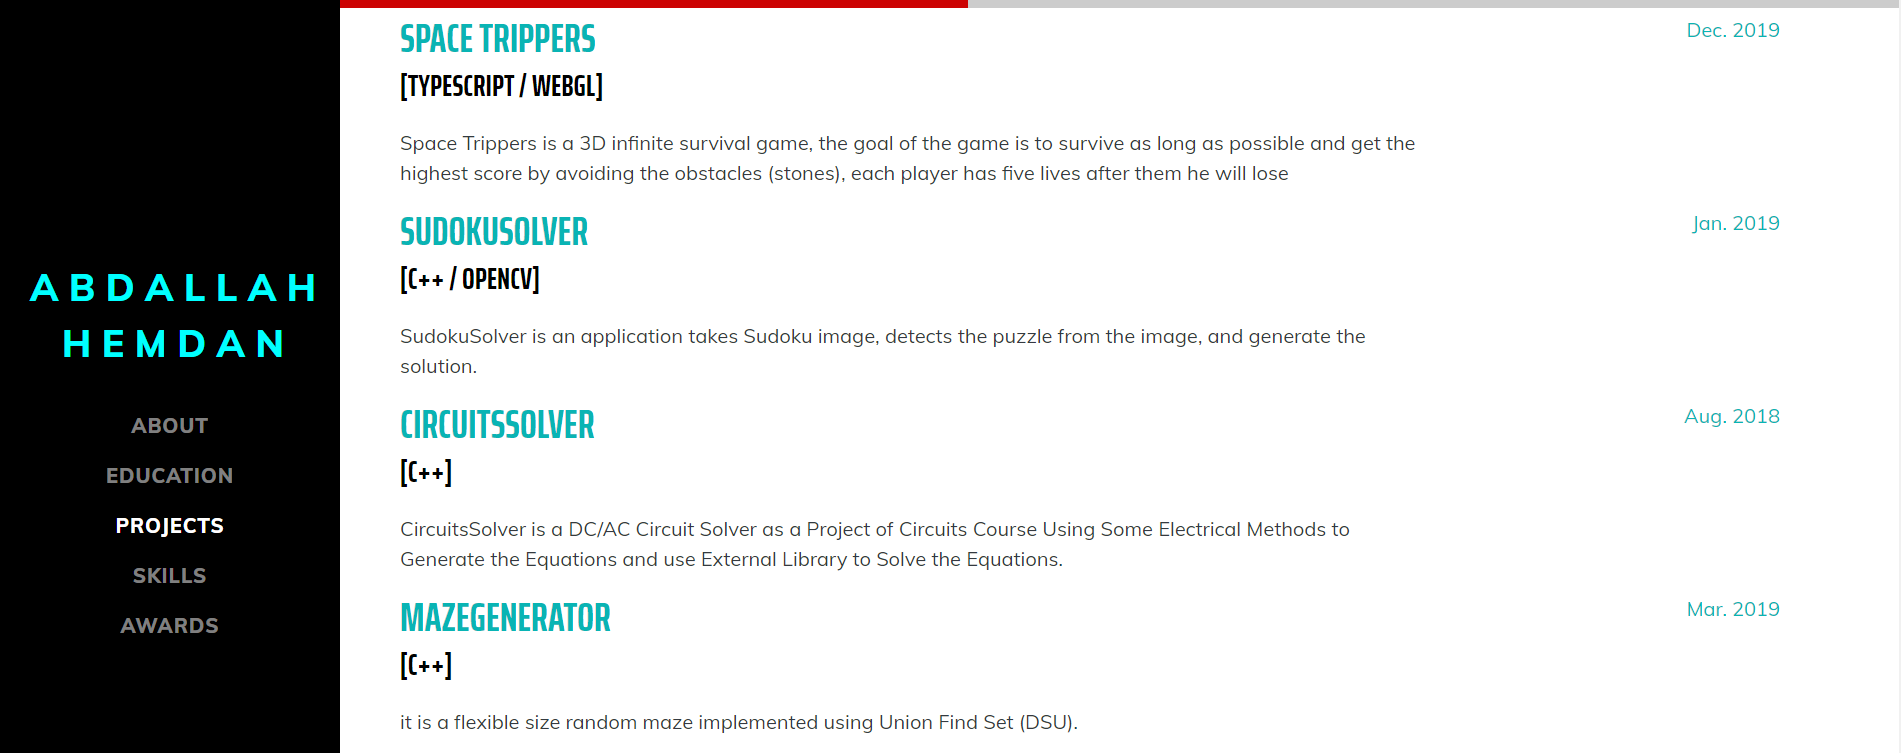 ABDALLAH
HEMDAN
ABOUT
EDUCATION
PROJECTS
SKILLS
AWARDS
SPACE TRIPPERS
Dec. 2019
[TYPESCRIPT / WEBGL]
Space Trippers is a 3D infinite survival game, the goal of the game is to survive as long as possible and get the
highest score by avoiding the obstacles (stones), each player has five lives after them he will lose
SUDOKUSOLVER
Jan. 2019
[C++ / OPENCV]
SudokuSolver is an application takes Sudoku image, detects the puzzle from the image, and generate the
solution.
CIRCUITSSOLVER
Aug. 2018
[C++]
CircuitsSolver is a DC/AC Circuit Solver as a Project of Circuits Course Using Some Electrical Methods to
Generate the Equations and use External Library to Solve the Equations.
MAZEGENERATOR
Mar. 2019
[C++]
it is a flexible size random maze implemented using Union Find Set (DSU).